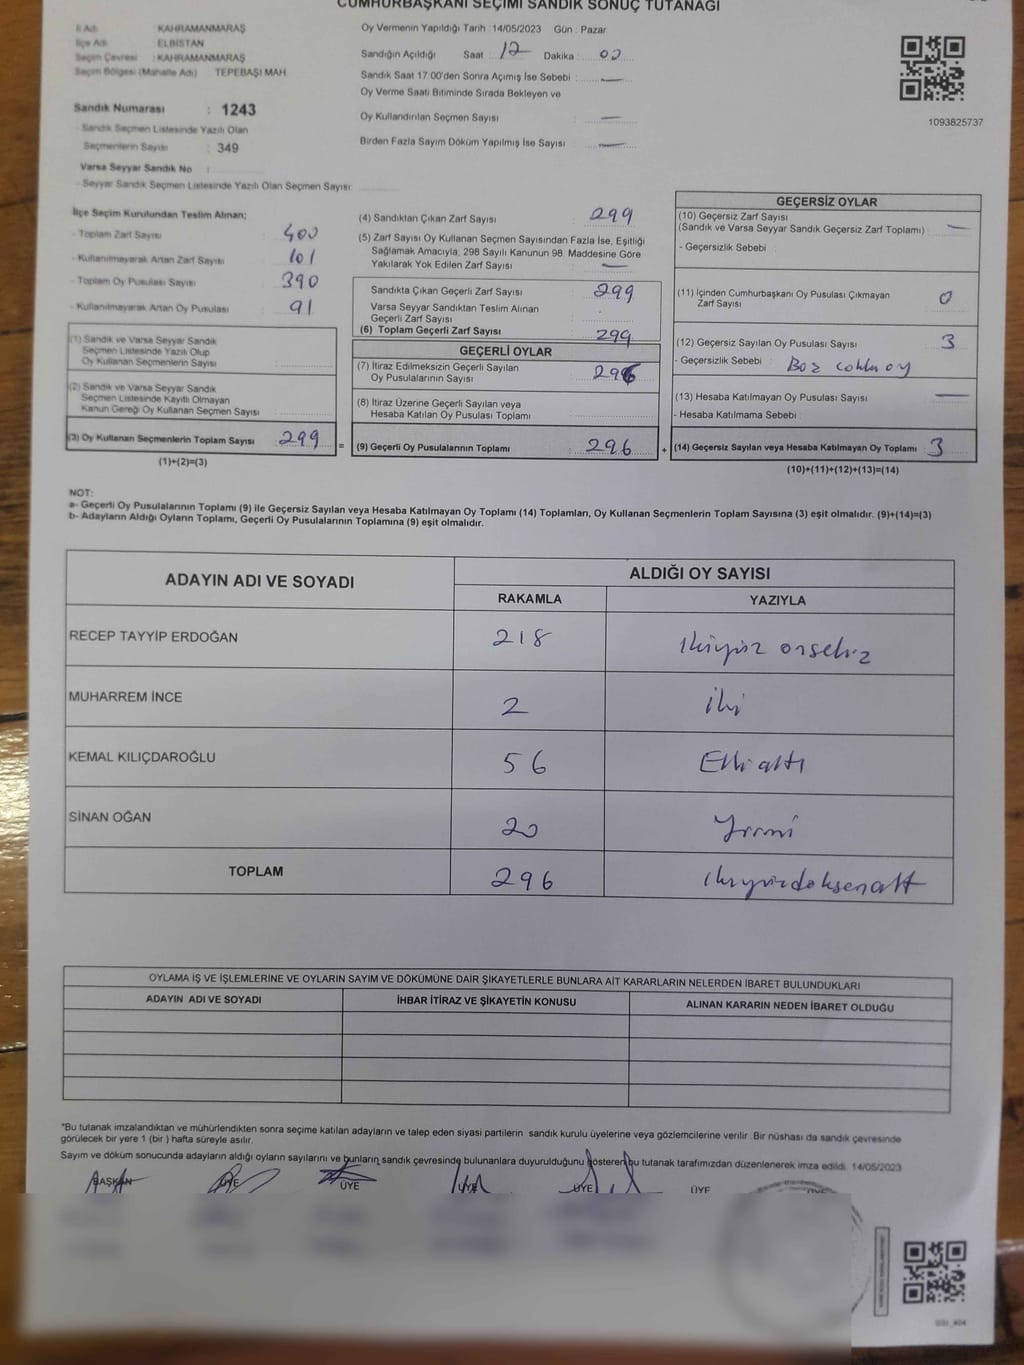 CUMHURBAŞKANI SEÇİMİ SANDIK SONUÇ TUTANAĞI
İl Adı KAHRAMANMARAŞ
İlçe Adı ELBİSTAN
Seçim Çevresi : KAHRAMANMARAŞ
Seçim Bölgesi (Mahalle Adı) TEPEBAŞI MAH.
Oy Vermenin Yapıldığı Tarih : 14/05/2023 Gün : Pazar
Sandığın Açıldığı Saat 17 Dakika : 02
Sandık Saat 17.00'den Sonra Açımış İse Sebebi : —
Oy Verme Saati Bitiminde Sırada Bekleyen ve
Oy Kullandırılan Seçmen Sayısı : —
Birden Fazla Sayım Döküm Yapılmış İse Sayısı : —
1093825737
Sandık Numarası : 1243
- Sandık Seçmen Listesinde Yazılı Olan
Seçmenlerin Sayısı : 349
Varsa Seyyar Sandık No :
- Seyyar Sandık Seçmen Listesinde Yazılı Olan Seçmen Sayısı:
İlçe Seçim Kurulundan Teslim Alınan;
- Toplam Zarf Sayısı : 400
- Kullanılmayarak Artan Zarf Sayısı : 101
- Toplam Oy Pusulası Sayısı : 390
- Kullanılmayarak Artan Oy Pusulası : 91
(1) Sandık ve Varsa Seyyar Sandık
Seçmen Listesinde Yazılı Olup
Oy Kullanan Seçmenlerin Sayısı :
(2) Sandık ve Varsa Seyyar Sandık
Seçmen Listesinde Kayıtlı Olmayan
Kanun Gereği Oy Kullanan Seçmen Sayısı :
(3) Oy Kullanan Seçmenlerin Toplam Sayısı : 299
(1)+(2)=(3)
(4) Sandıktan Çıkan Zarf Sayısı : 299
(5) Zarf Sayısı Oy Kullanan Seçmen Sayısından Fazla İse, Eşitliği
Sağlamak Amacıyla, 298 Sayılı Kanunun 98. Maddesine Göre
Yakılarak Yok Edilen Zarf Sayısı : —
Sandıkta Çıkan Geçerli Zarf Sayısı : 299
Varsa Seyyar Sandıktan Teslim Alınan
Geçerli Zarf Sayısı :
(6) Toplam Geçerli Zarf Sayısı : 299
GEÇERLİ OYLAR
(7) İtiraz Edilmeksizin Geçerli Sayılan
Oy Pusulalarının Sayısı : 296
(8) İtiraz Üzerine Geçerli Sayılan veya
Hesaba Katılan Oy Pusulaları Toplamı :
= (9) Geçerli Oy Pusulalarının Toplamı : 296
GEÇERSİZ OYLAR
(10) Geçersiz Zarf Sayısı
(Sandık ve Varsa Seyyar Sandık Geçersiz Zarf Toplamı) : —
- Geçersizlik Sebebi :
(11) İçinden Cumhurbaşkanı Oy Pusulası Çıkmayan
Zarf Sayısı : 0
(12) Geçersiz Sayılan Oy Pusulası Sayısı : 3
- Geçersizlik Sebebi : Boz
(13) Hesaba Katılmayan Oy Pusulası Sayısı : —
- Hesaba Katılmama Sebebi :
+ (14) Geçersiz Sayılan veya Hesaba Katılmayan Oy Toplamı : 3
(10)+(11)+(12)+(13)=(14)
NOT:
a- Geçerli Oy Pusulalarının Toplamı (9) ile Geçersiz Sayılan veya Hesaba Katılmayan Oy Toplamı (14) Toplamları, Oy Kullanan Seçmenlerin Toplam Sayısına (3) eşit olmalıdır. (9)+(14)=(3)
b- Adayların Aldığı Oyların Toplamı, Geçerli Oy Pusulalarının Toplamına (9) eşit olmalıdır.
ADAYIN ADI VE SOYADI
ALDIĞI OY SAYISI
RAKAMLA YAZIYLA
RECEP TAYYİP ERDOĞAN 218 ikiyüz onsekiz
MUHARREM İNCE 2 iki
KEMAL KILIÇDAROĞLU 56 Elli altı
SİNAN OĞAN 20 Yirmi
TOPLAM 296 ikiyüzdoksanaltı
OYLAMA İŞ VE İŞLEMLERİNE VE OYLARIN SAYIM VE DÖKÜMÜNE DAİR ŞİKAYETLERLE BUNLARA AİT KARARLARIN NELERDEN İBARET BULUNDUKLARI
ADAYIN ADI VE SOYADI İHBAR İTİRAZ VE ŞİKAYETİN KONUSU ALINAN KARARIN NEDEN İBARET OLDUĞU
"Bu tutanak imzalandıktan ve mühürlendikten sonra seçime katılan adayların ve talep eden siyasi partilerin sandık kurulu üyelerine veya gözlemcilerine verilir. Bir nüshası da sandık çevresinde
görülecek bir yere 1 (bir ) hafta süreyle asılır.
Sayım ve döküm sonucunda adayların aldığı oyların sayılarını ve bunların sandık çevresinde bulunanlara duyurulduğunu gösteren bu tutanak tarafımızdan düzenlenerek imza edildi. 14/05/2023
BAŞKAN ÜYE ÜYE ÜYE ÜYE ÜYE ÜYE